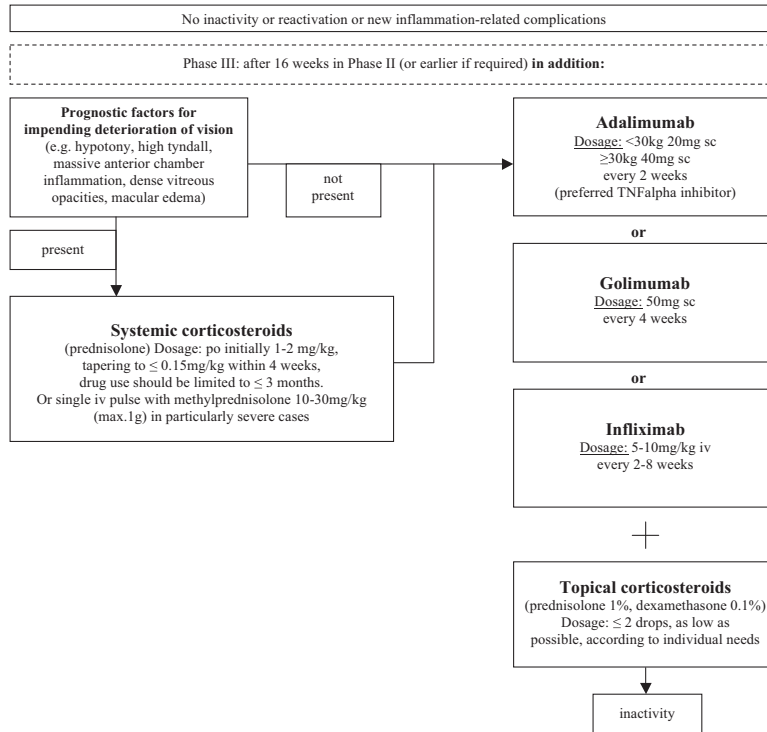 No inactivity or reactivation or new inflammation-related complications
Phase III: after 16 weeks in Phase II (or earlier if required) in addition:
Prognostic factors for
impending deterioration of vision
(e.g. hypotony, high tyndall,
massive anterior chamber
inflammation, dense vitreous
opacities, macular edema)
not
present
present
Systemic corticosteroids
(prednisolone) Dosage: po initially 1-2 mg/kg,
tapering to ≤ 0.15mg/kg within 4 weeks,
drug use should be limited to ≤ 3 months.
Or single iv pulse with methylprednisolone 10-30mg/kg
(max.1g) in particularly severe cases
Adalimumab
Dosage: <30kg 20mg sc
≥30kg 40mg sc
every 2 weeks
(preferred TNFalpha inhibitor)
or
Golimumab
Dosage: 50mg sc
every 4 weeks
or
Infliximab
Dosage: 5-10mg/kg iv
every 2-8 weeks
+
Topical corticosteroids
(prednisolone 1%, dexamethasone 0.1%)
Dosage: ≤ 2 drops, as low as
possible, according to individual needs
inactivity